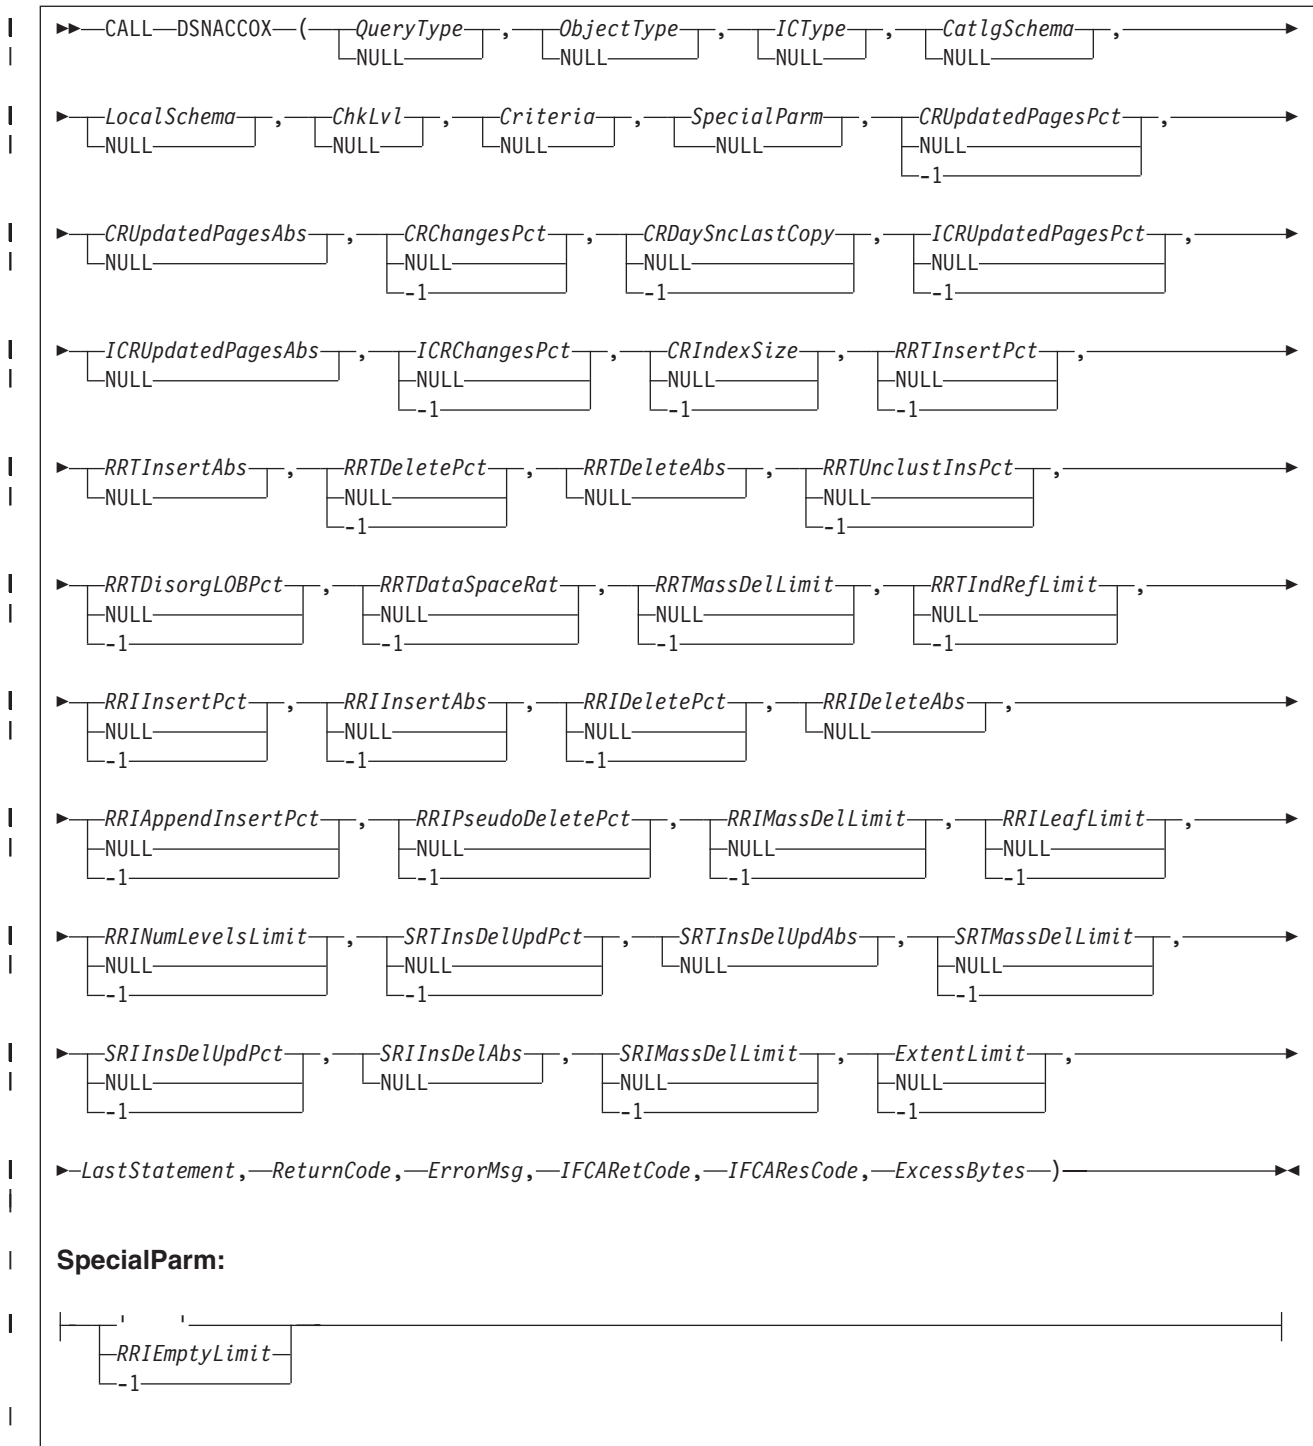 CALL DSNACCOX ( QueryType , ObjectType , ICType , CatlgSchema ,
NULL NULL NULL NULL
LocalSchema , ChkLvl , Criteria , SpecialParm , CRUpdatedPagesPct ,
NULL NULL NULL NULL NULL
-1
CRUpdatedPagesAbs , CRChangesPct , CRDaySncLastCopy , ICRUpdatedPagesPct ,
NULL NULL NULL NULL
-1 -1 -1
ICRUpdatedPagesAbs , ICRChangesPct , CRIndexSize , RRTInsertPct ,
NULL NULL NULL NULL
-1 -1 -1
RRTInsertAbs , RRTDeletePct , RRTDeleteAbs , RRTUnclustInsPct ,
NULL NULL NULL NULL
-1 -1
RRTDisorgLOBPct , RRTDataSpaceRat , RRTMassDelLimit , RRTIndRefLimit ,
NULL NULL NULL NULL
-1 -1 -1 -1
RRIInsertPct , RRIInsertAbs , RRIDeletePct , RRIDeleteAbs ,
NULL NULL NULL NULL
-1 -1 -1
RRIAppendInsertPct , RRIPseudoDeletePct , RRIMassDelLimit , RRILeafLimit ,
NULL NULL NULL NULL
-1 -1 -1 -1
RRINumLevelsLimit , SRTInsDelUpdPct , SRTInsDelUpdAbs , SRTMassDelLimit ,
NULL NULL NULL NULL
-1 -1 -1
SRIInsDelUpdPct , SRIInsDelAbs , SRIMassDelLimit , ExtentLimit ,
NULL NULL NULL NULL
-1 -1 -1
LastStatement, ReturnCode, ErrorMsg, IFCARetCode, IFCAResCode, ExcessBytes )
SpecialParm:
' '
RRIEmptyLimit
-1